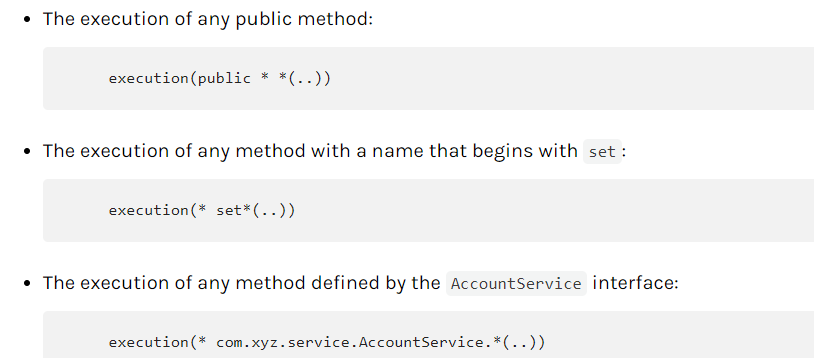 The execution of any public method:
execution(public * *(..))
The execution of any method with a name that begins with set:
execution(* set*(..))
The execution of any method defined by the AccountService interface:
execution(* com.xyz.service.AccountService.*(..))